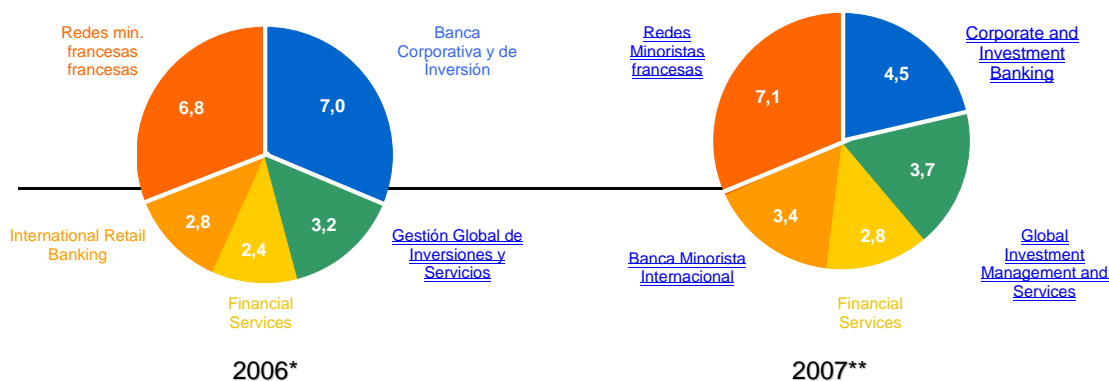 Redes min.
francesas
francesas
Banca
Corporativa y de
Inversión
6,8
7,0
2,8
2,4
3,2
International Retail
Banking
Gestión Global de
Inversiones y
Servicios
Financial
Services
2006*
Redes
Minoristas
francesas
Corporate and
Investment
Banking
7,1
4,5
3,7
3,4
2,8
Banca Minorista
Internacional
Global
Investment
Management and
Services
Financial
Services
2007**